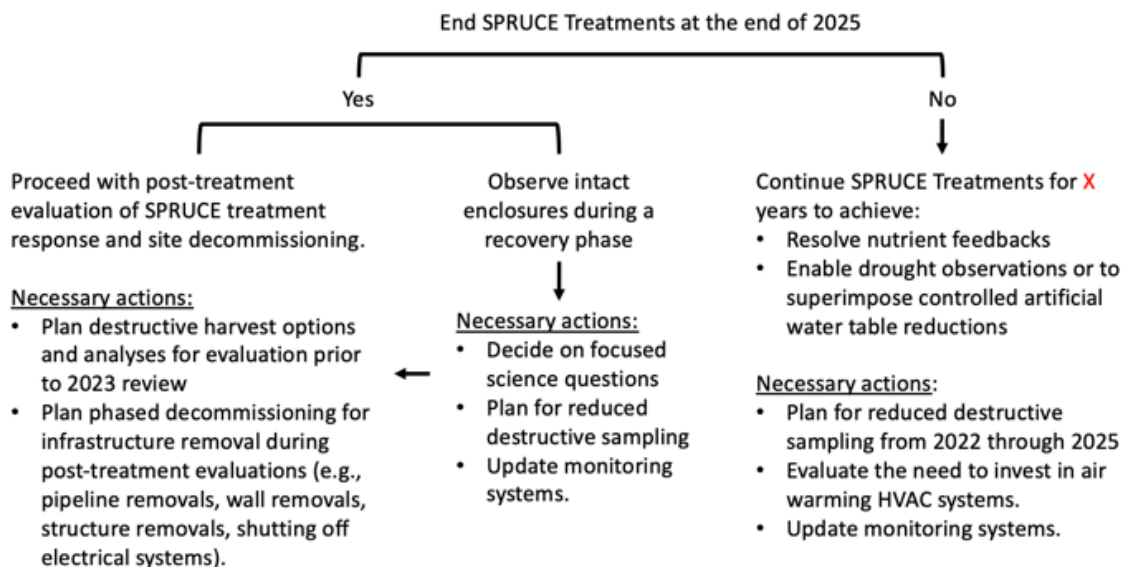 End SPRUCE Treatments at the end of 2025
Yes
No
Proceed with post-treatment
evaluation of SPRUCE treatment
response and site decommissioning.
Necessary actions:
• Plan destructive harvest options
and analyses for evaluation prior
to 2023 review
• Plan phased decommissioning for
infrastructure removal during
post-treatment evaluations (e.g.,
pipeline removals, wall removals,
structure removals, shutting off
electrical systems).
Observe intact
enclosures during a
recovery phase
Necessary actions:
• Decide on focused
science questions
• Plan for reduced
destructive sampling
• Update monitoring
systems.
Continue SPRUCE Treatments for X
years to achieve:
• Resolve nutrient feedbacks
• Enable drought observations or to
superimpose controlled artificial
water table reductions
Necessary actions:
• Plan for reduced destructive
sampling from 2022 through 2025
• Evaluate the need to invest in air
warming HVAC systems.
• Update monitoring systems.